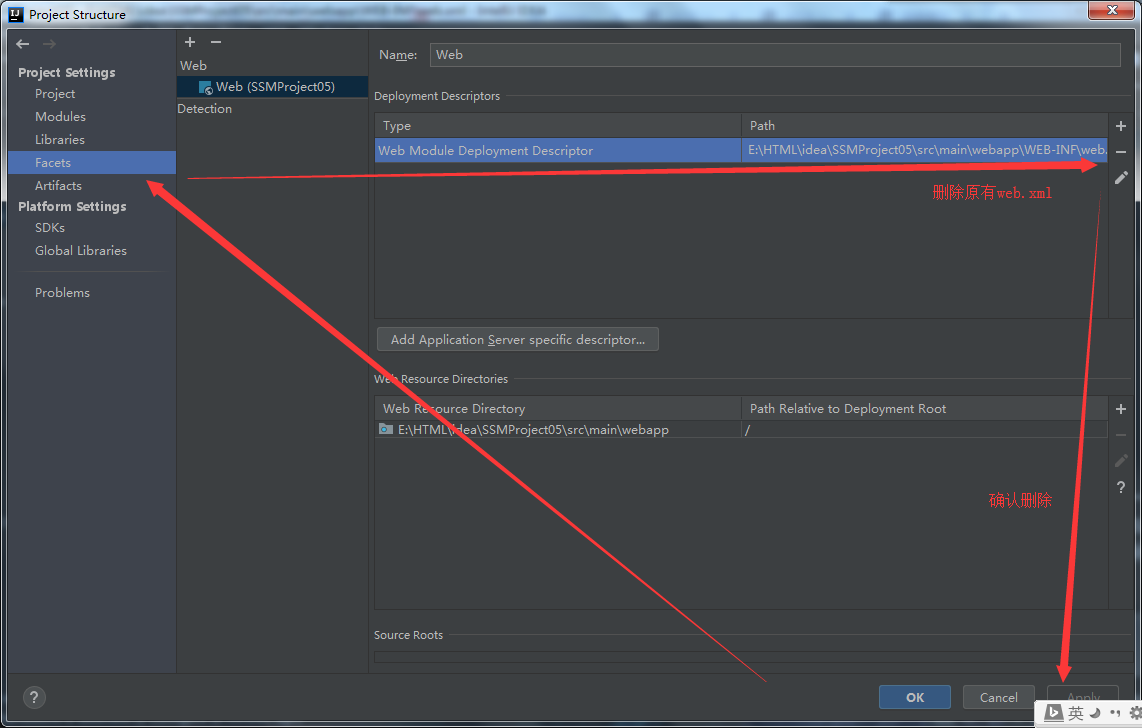 Project Structure
Project Settings
Project
Modules
Libraries
Facets
Artifacts
Platform Settings
SDKs
Global Libraries
Problems
Web
Web (SSMProject05)
Detection
Name: Web
Deployment Descriptors
Type Path
Web Module Deployment Descriptor E:\HTML\idea\SSMProject05\src\main\webapp\WEB-INF\web.
删除原有web.xml
Add Application Server specific descriptor...
Web Resource Directories
Web Resource Directory Path Relative to Deployment Root
E:\HTML\idea\SSMProject05\src\main\webapp /
确认删除
Source Roots
? OK Cancel Apply
英